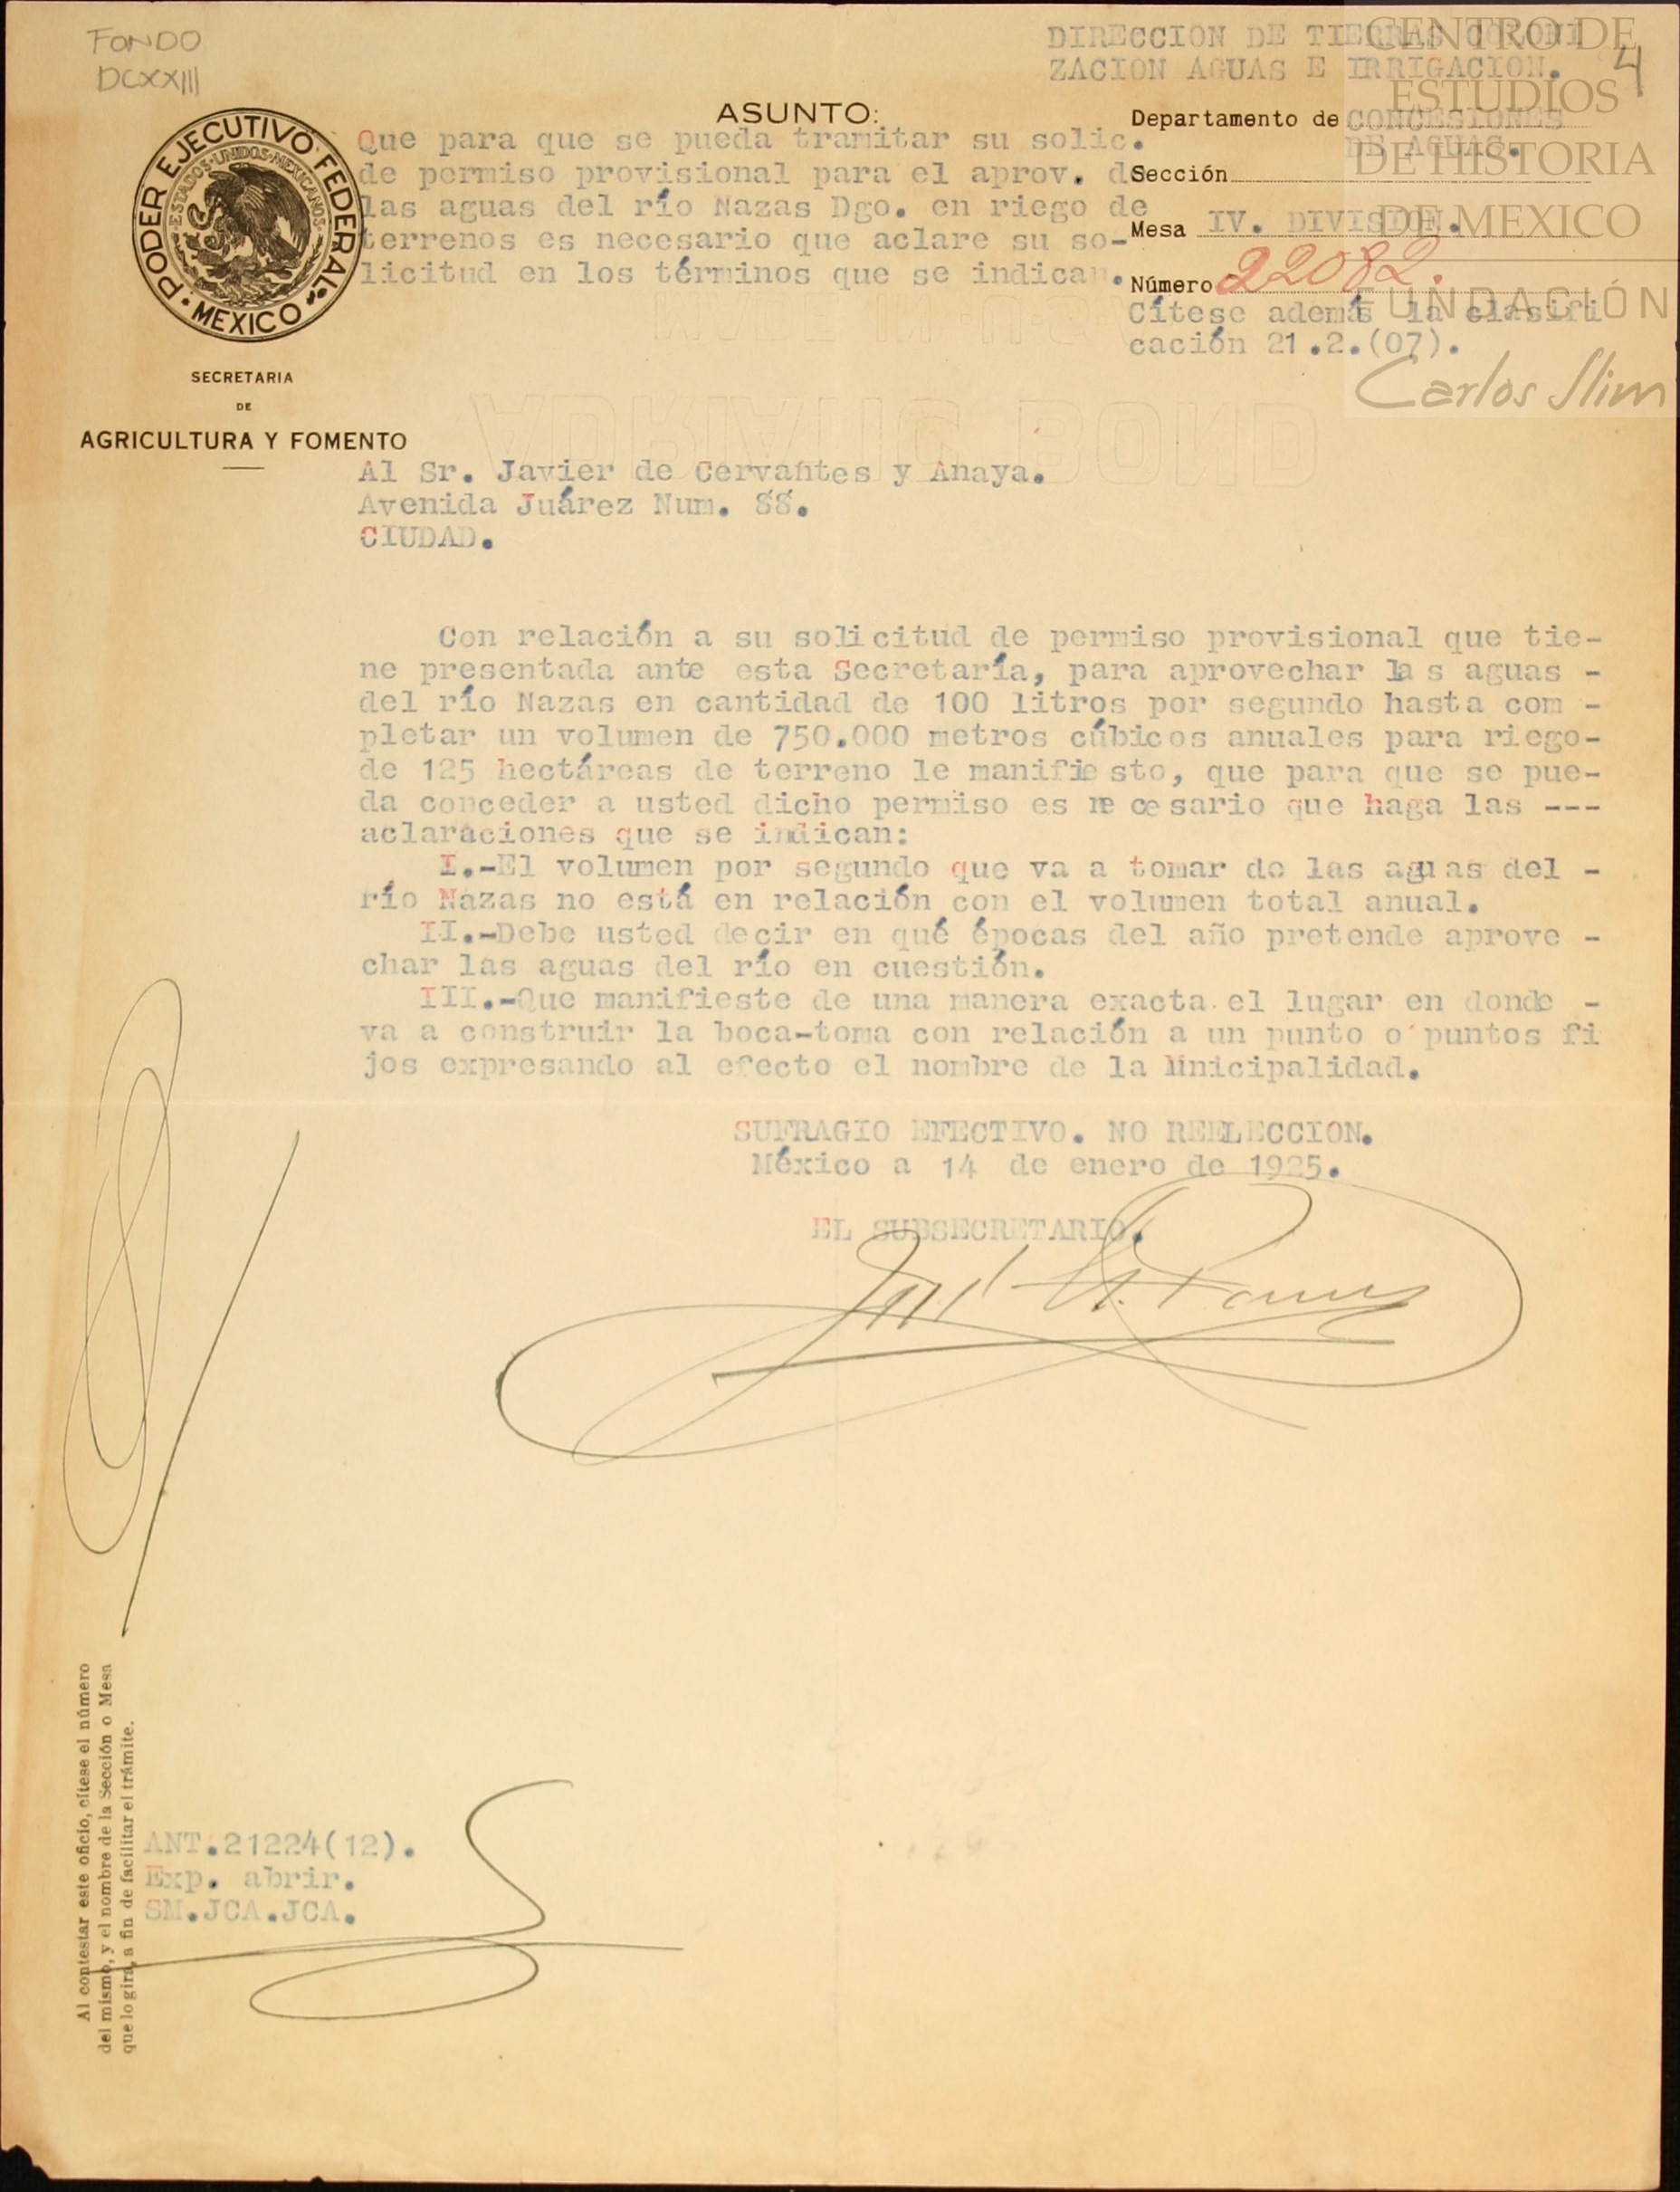 FONDO
DCXXIII
4
CENTRO DE
ESTUDIOS
DE HISTORIA
DE MEXICO
FUNDACIÓN
Carlos Slim
DIRECCION DE TIERRAS COLONI
ZACION AGUAS E IRRIGACION.
Departamento de CONCESIONES
DE AGUAS.
Sección
Mesa IV. DIVISION.
Número 22082.
Cítese además la clasifi
cación 21.2.(07).
PODER EJECUTIVO FEDERAL
ESTADOS UNIDOS MEXICANOS
MEXICO
SECRETARIA
DE
AGRICULTURA Y FOMENTO
ASUNTO:
Que para que se pueda tramitar su solic.
de permiso provisional para el aprov. de
las aguas del río Nazas Dgo. en riego de
terrenos es necesario que aclare su so-
licitud en los términos que se indican.
BOND
Al Sr. Javier de Cervantes y Anaya.
Avenida Juárez Num. 88.
CIUDAD.
Con relación a su solicitud de permiso provisional que tie-
ne presentada ante esta Secretaría, para aprovechar las aguas -
del río Nazas en cantidad de 100 litros por segundo hasta com -
pletar un volumen de 750.000 metros cúbicos anuales para riego-
de 125 hectáreas de terreno le manifiesto, que para que se pue-
da conceder a usted dicho permiso es necesario que haga las ---
aclaraciones que se indican:
I.-El volumen por segundo que va a tomar de las aguas del -
río Nazas no está en relación con el volumen total anual.
II.-Debe usted decir en qué épocas del año pretende aprove -
char las aguas del río en cuestión.
III.-Que manifieste de una manera exacta el lugar en donde -
va a construir la boca-toma con relación a un punto o puntos fi
jos expresando al efecto el nombre de la Municipalidad.
SUFRAGIO EFECTIVO. NO REELECCION.
México a 14 de enero de 1925.
EL SUBSECRETARIO.
Al contestar este oficio, cítese el número
del mismo, y el nombre de la Sección o Mesa
que lo gira, a fin de facilitar el trámite.
ANT.21224(12).
Exp. abrir.
SM.JCA.JCA.